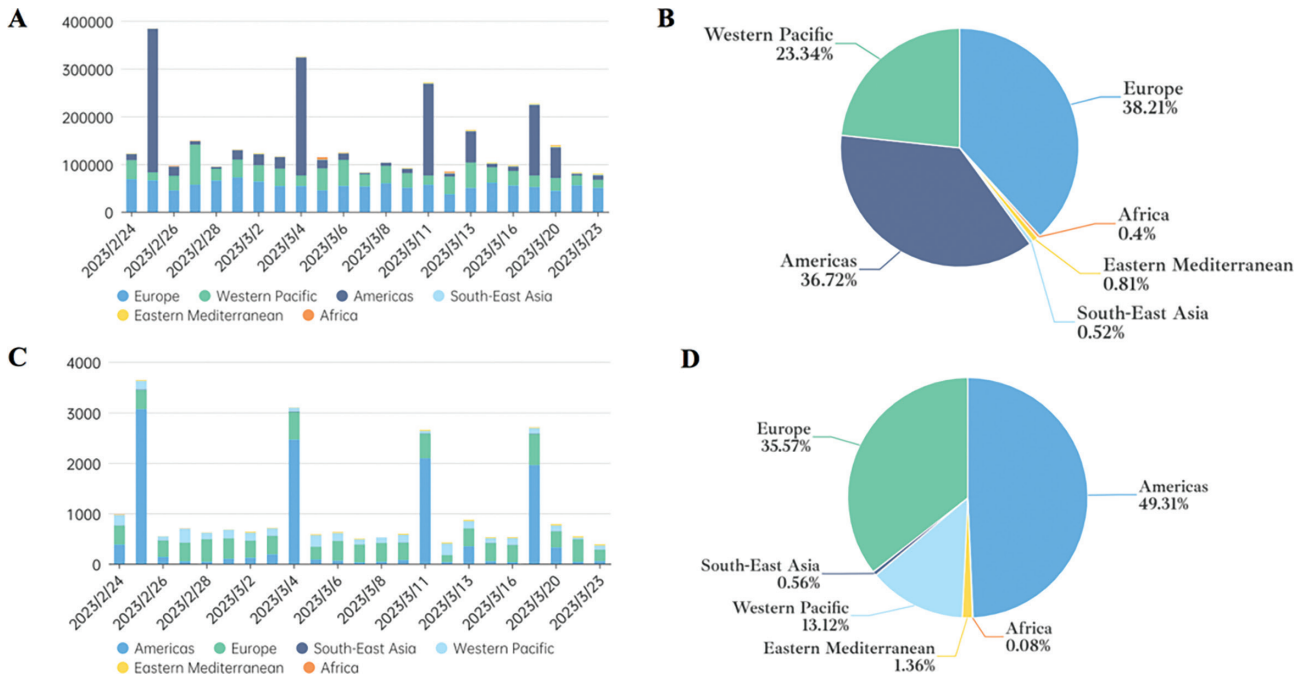 A
400000
300000
200000
100000
0
2023/2/24
2023/2/26
2023/2/28
2023/3/2
2023/3/4
2023/3/6
2023/3/8
2023/3/11
2023/3/13
2023/3/16
2023/3/20
2023/3/23
Europe Western Pacific Americas South-East Asia
Eastern Mediterranean Africa
B
Western Pacific
23.34%
Europe
38.21%
Africa
0.4%
Americas
36.72%
Eastern Mediterranean
0.81%
South-East Asia
0.52%
C
4000
3000
2000
1000
0
2023/2/24
2023/2/26
2023/2/28
2023/3/2
2023/3/4
2023/3/6
2023/3/8
2023/3/11
2023/3/13
2023/3/16
2023/3/20
2023/3/23
Americas Europe South-East Asia Western Pacific
Eastern Mediterranean Africa
D
Europe
35.57%
Americas
49.31%
South-East Asia
0.56%
Western Pacific
13.12%
Africa
0.08%
Eastern Mediterranean
1.36%